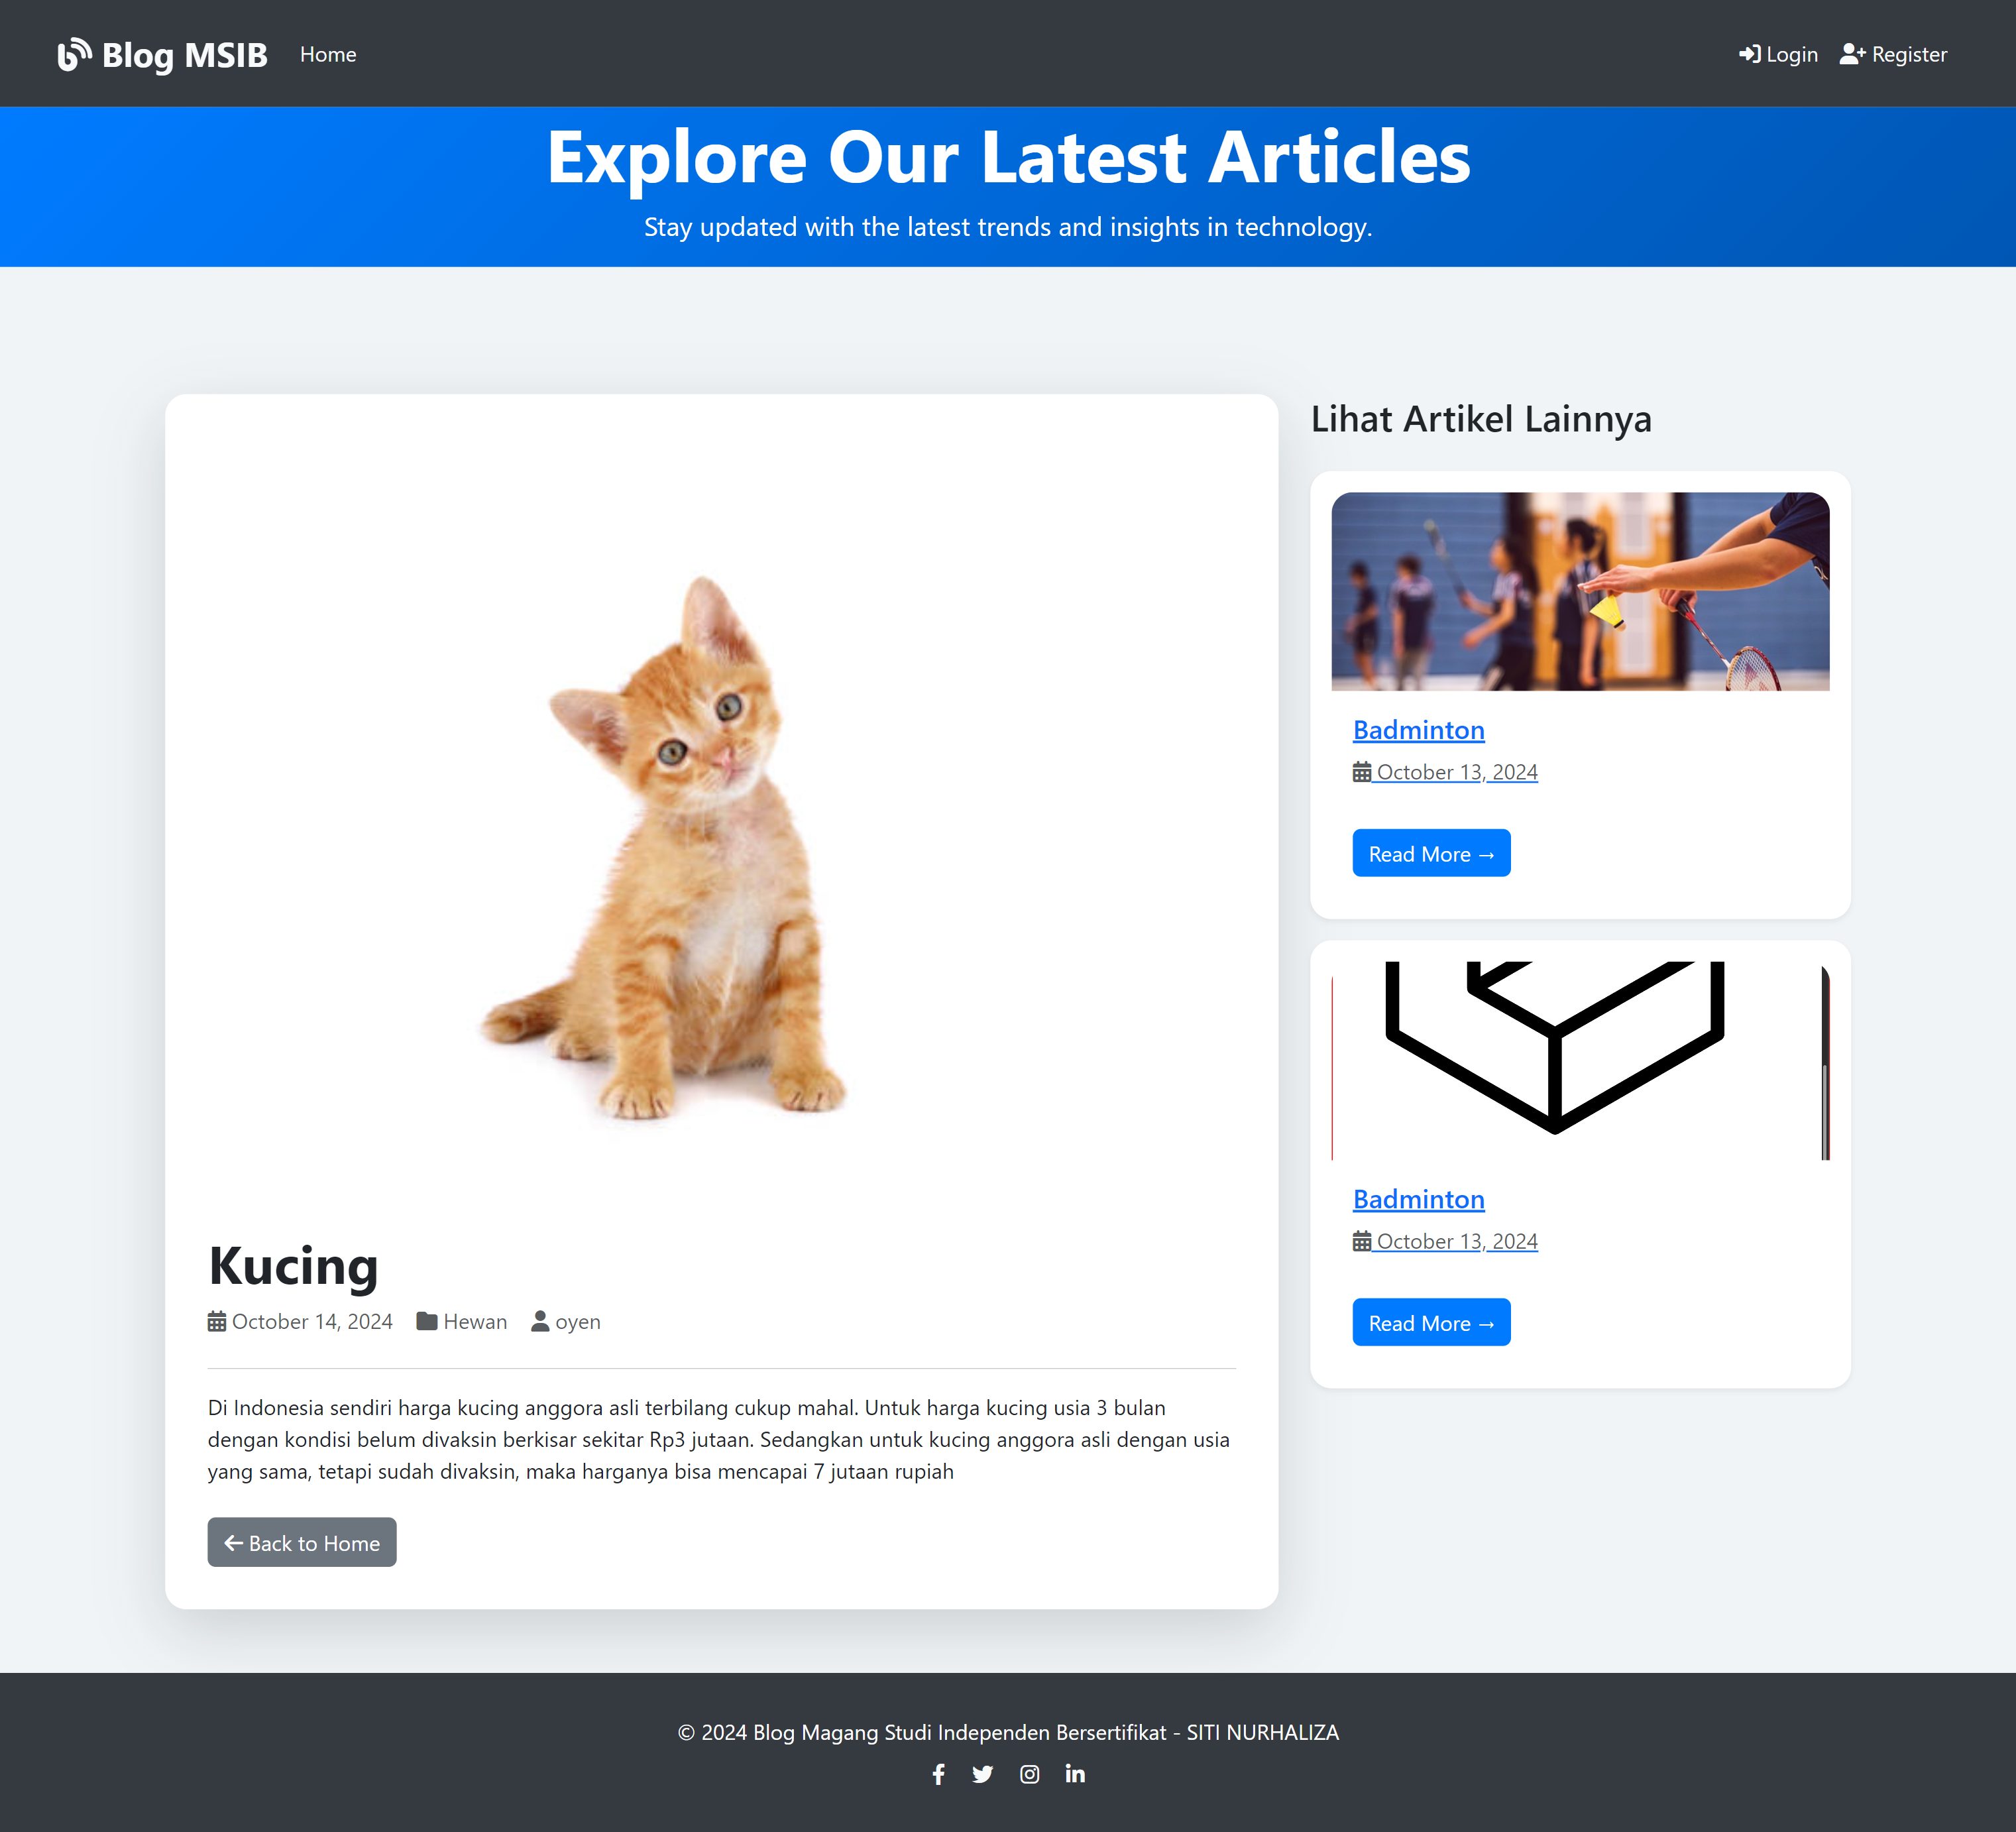 Blog MSIB
Home
Login
Register
Explore Our Latest Articles
Stay updated with the latest trends and insights in technology.
Kucing
October 14, 2024 Hewan oyen
Di Indonesia sendiri harga kucing anggora asli terbilang cukup mahal. Untuk harga kucing usia 3 bulan
dengan kondisi belum divaksin berkisar sekitar Rp3 jutaan. Sedangkan untuk kucing anggora asli dengan usia
yang sama, tetapi sudah divaksin, maka harganya bisa mencapai 7 jutaan rupiah
← Back to Home
Lihat Artikel Lainnya
Badminton
October 13, 2024
Read More →
Badminton
October 13, 2024
Read More →
© 2024 Blog Magang Studi Independen Bersertifikat - SITI NURHALIZA